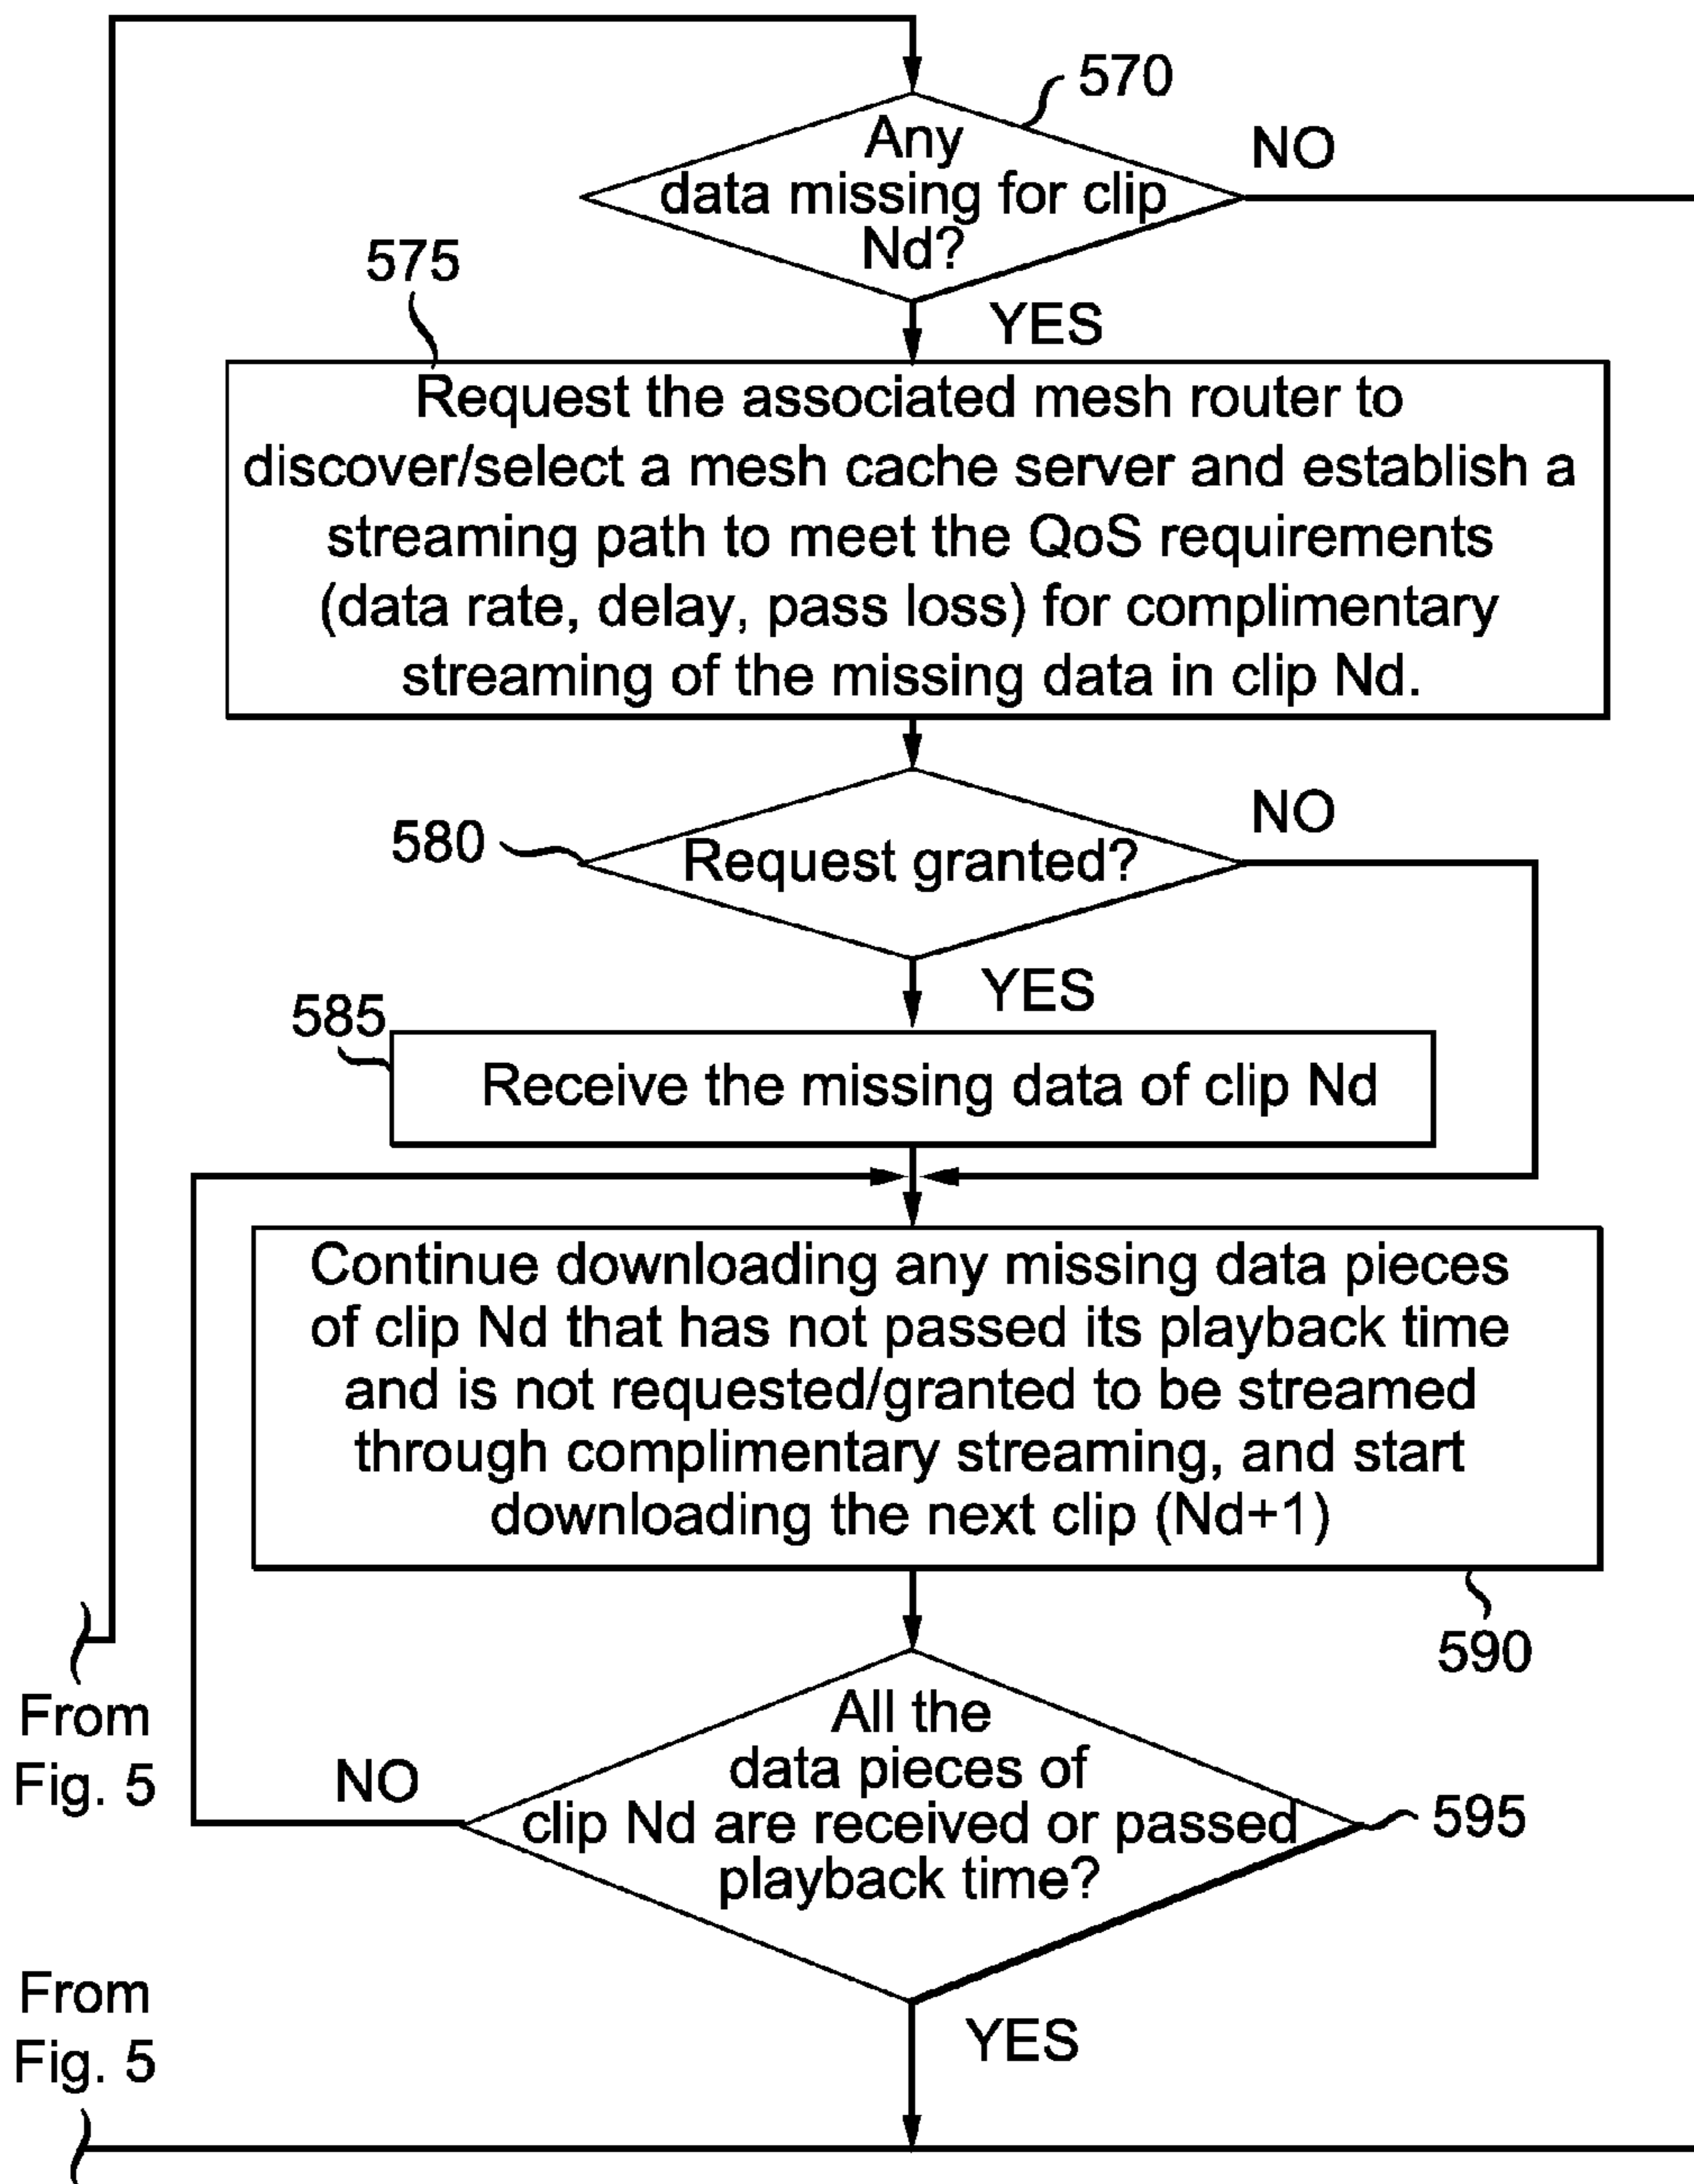 570
Any
data missing for clip
Nd?
NO
575
YES
Request the associated mesh router to
discover/select a mesh cache server and establish a
streaming path to meet the QoS requirements
(data rate, delay, pass loss) for complimentary
streaming of the missing data in clip Nd.
580
Request granted?
NO
YES
585
Receive the missing data of clip Nd
Continue downloading any missing data pieces
of clip Nd that has not passed its playback time
and is not requested/granted to be streamed
through complimentary streaming, and start
downloading the next clip (Nd+1)
590
From
Fig. 5
NO
All the
data pieces of
clip Nd are received or passed
playback time?
595
From
Fig. 5
YES